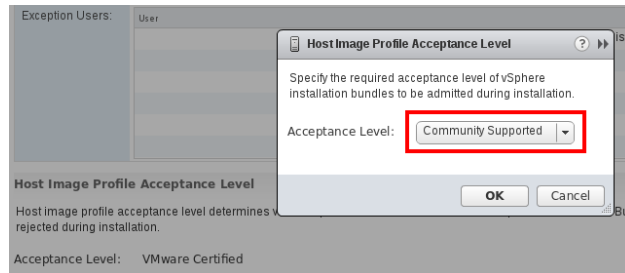 Exception Users:
User
Host Image Profile Acceptance Level
?
is
Specify the required acceptance level of vSphere
installation bundles to be admitted during installation.
Acceptance Level:
Community Supported
OK
Cancel
Host Image Profile Acceptance Level
Host image profile acceptance level determines
rejected during installation.
Acceptance Level:
VMware Certified